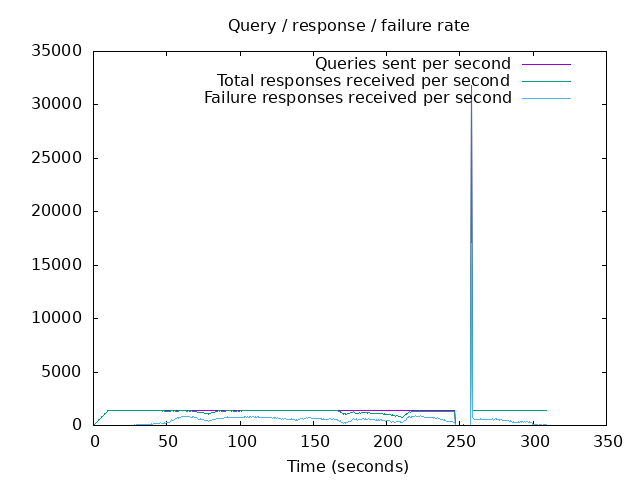 Query / response / failure rate
35000
30000
25000
20000
15000
10000
5000
0
Queries sent per second
Total responses received per second
Failure responses received per second
0 50 100 150 200 250 300 350
Time (seconds)